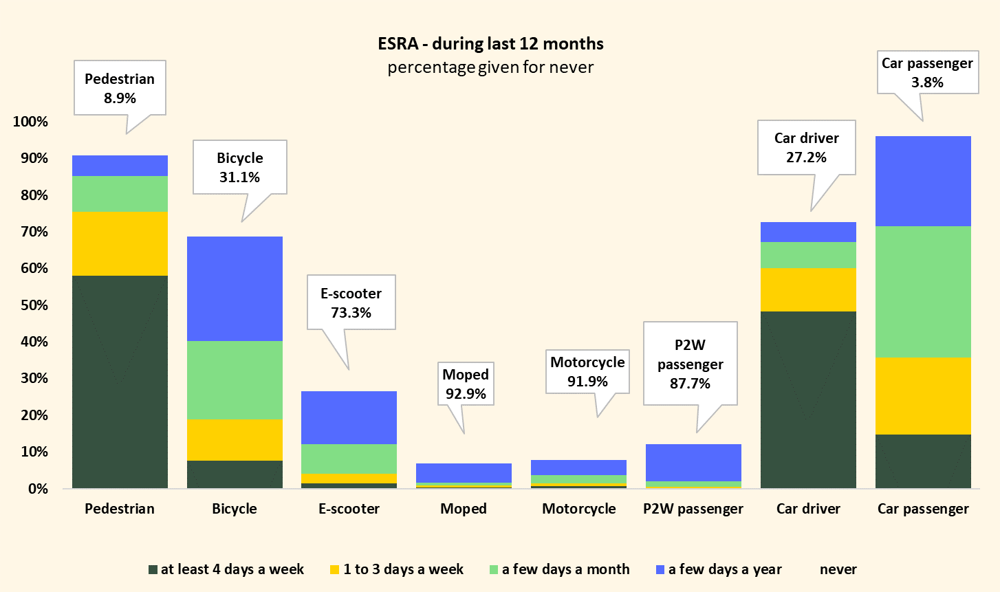 ESRA - during last 12 months
percentage given for never
Pedestrian
8.9%
Bicycle
31.1%
E-scooter
73.3%
Moped
92.9%
Motorcycle
91.9%
P2W
passenger
87.7%
Car driver
27.2%
Car passenger
3.8%
100%
90%
80%
70%
60%
50%
40%
30%
20%
10%
0%
Pedestrian
Bicycle
E-scooter
Moped
Motorcycle
P2W passenger
Car driver
Car passenger
at least 4 days a week
1 to 3 days a week
a few days a month
a few days a year
never